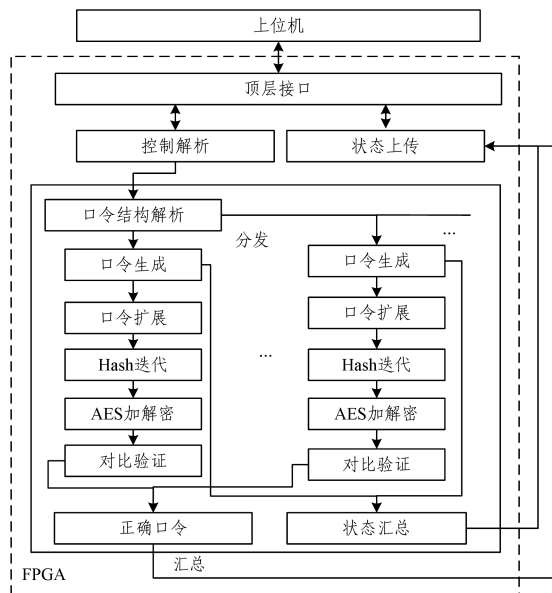 上位机
顶层接口
控制解析
状态上传
口令结构解析
分发
...
口令生成
口令生成
口令扩展
口令扩展
...
Hash迭代
Hash迭代
AES加解密
AES加解密
对比验证
对比验证
正确口令
状态汇总
汇总
FPGA